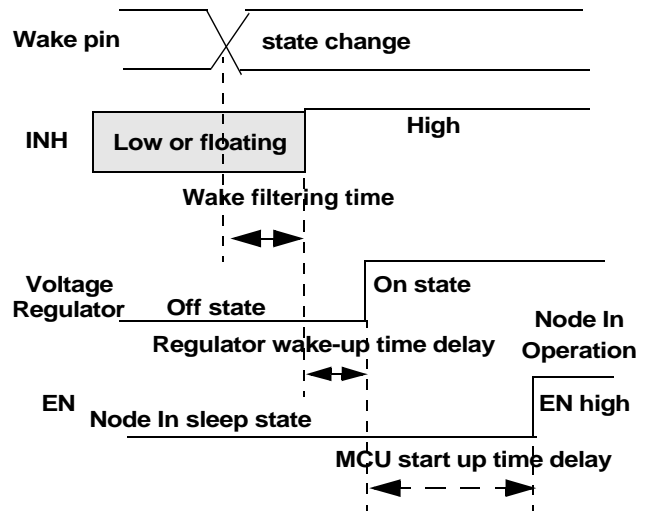 Wake pin
state change
INH
Low or floating
High
Wake filtering time
Voltage
Regulator
Off state
On state
Regulator wake-up time delay
Node In
Operation
EN
Node In sleep state
EN high
MCU start up time delay